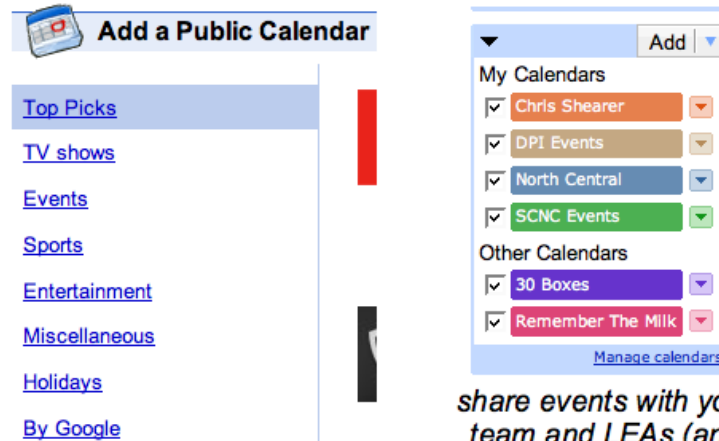 Add a Public Calendar
Top Picks
TV shows
Events
Sports
Entertainment
Miscellaneous
Holidays
By Google
Add
My Calendars
Chris Shearer
DPI Events
North Central
SCNC Events
Other Calendars
30 Boxes
Remember The Milk
Manage calendars
share events with
team and LEAs